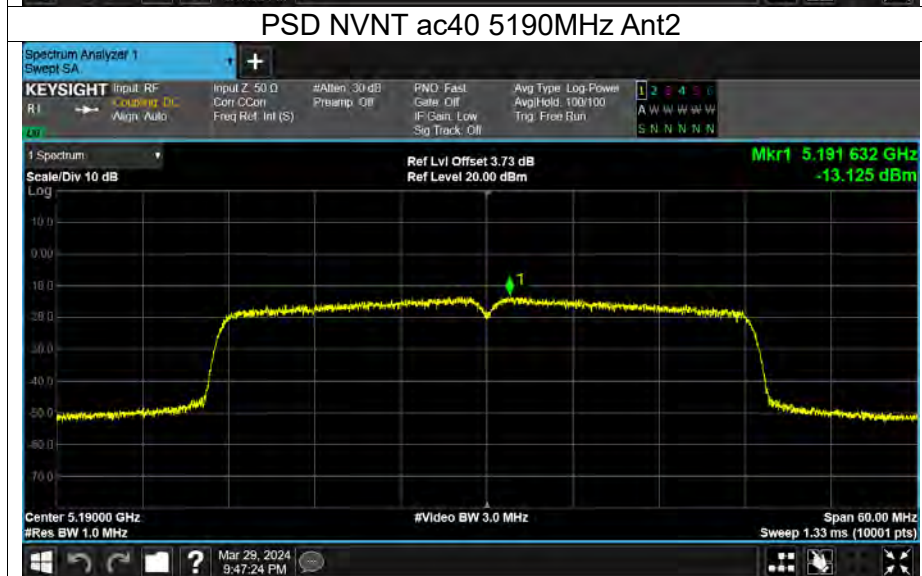 PSD NVNT ac40 5190MHz Ant2
Spectrum Analyzer 1
Swept SA
+
KEYSIGHT Input: RF
Coupling: DC
Align: Auto
Input Z: 50 Ω
Corr CCorr
Freq Ref: Int (S)
#Atten: 30 dB
Preamp: Off
PNO: Fast
Gate: Off
IF Gain: Low
Sig Track: Off
Avg Type: Log-Power
Avg|Hold: 100/100
Trig: Free Run
1 2 3 4 5 6
A W W W W W
S N N N N N
1 Spectrum
Scale/Div 10 dB
Ref Lvl Offset 3.73 dB
Ref Level 20.00 dBm
Mkr1 5.191 632 GHz
-13.125 dBm
Log
10.0
0.00
-10.0
-20.0
-30.0
-40.0
-50.0
-60.0
-70.0
1
Center 5.19000 GHz
#Res BW 1.0 MHz
#Video BW 3.0 MHz
Span 60.00 MHz
Sweep 1.33 ms (10001 pts)
?
Mar 29, 2024
9:47:24 PM